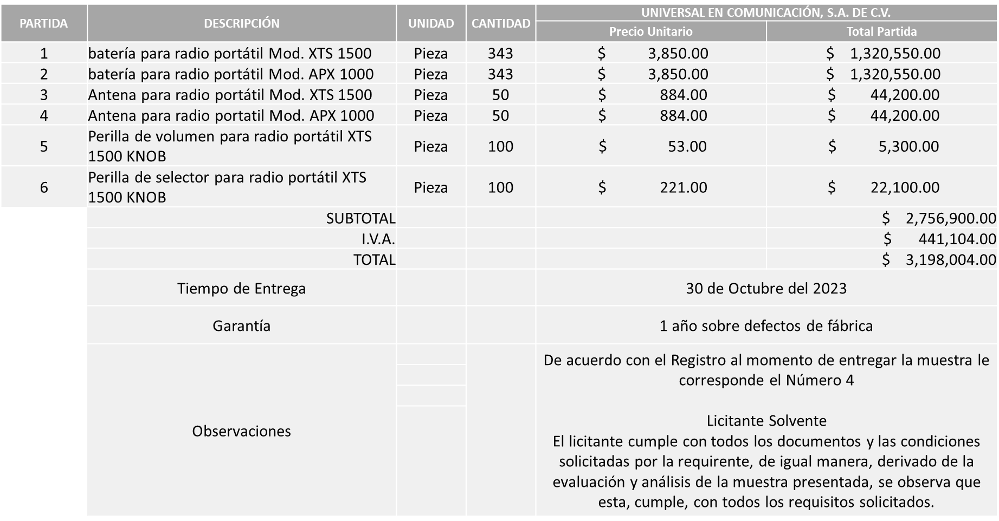 PARTIDA DESCRIPCIÓN UNIDAD CANTIDAD UNIVERSAL EN COMUNICACIÓN, S.A. DE C.V.
Precio Unitario Total Partida
1 batería para radio portátil Mod. XTS 1500 Pieza 343 $ 3,850.00 $ 1,320,550.00
2 batería para radio portátil Mod. APX 1000 Pieza 343 $ 3,850.00 $ 1,320,550.00
3 Antena para radio portátil Mod. XTS 1500 Pieza 50 $ 884.00 $ 44,200.00
4 Antena para radio portatil Mod. APX 1000 Pieza 50 $ 884.00 $ 44,200.00
5 Perilla de volumen para radio portátil XTS
1500 KNOB Pieza 100 $ 53.00 $ 5,300.00
6 Perilla de selector para radio portátil XTS
1500 KNOB Pieza 100 $ 221.00 $ 22,100.00
SUBTOTAL $ 2,756,900.00
I.V.A. $ 441,104.00
TOTAL $ 3,198,004.00
Tiempo de Entrega 30 de Octubre del 2023
Garantía 1 año sobre defectos de fábrica
Observaciones
De acuerdo con el Registro al momento de entregar la muestra le
corresponde el Número 4
Licitante Solvente
El licitante cumple con todos los documentos y las condiciones
solicitadas por la requirente, de igual manera, derivado de la
evaluación y análisis de la muestra presentada, se observa que
esta, cumple, con todos los requisitos solicitados.